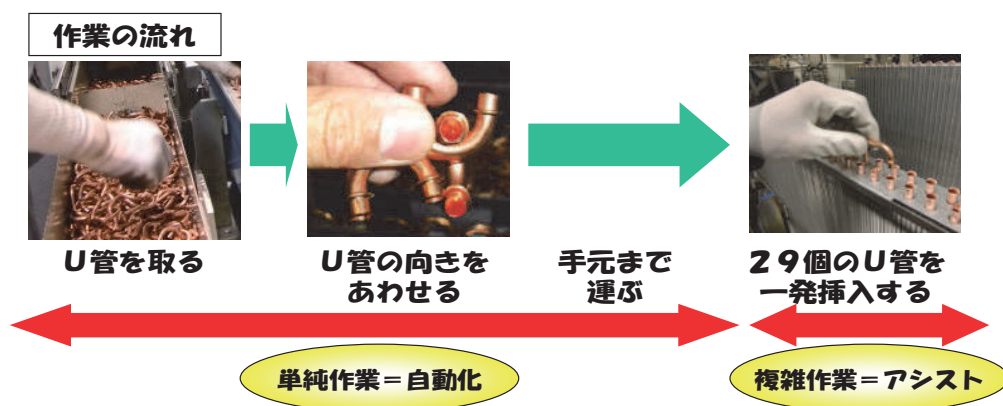 作業の流れ
U管を取る
U管の向きを
あわせる
手元まで
運ぶ
29個のU管を
一発挿入する
単純作業=自動化
複雑作業=アシスト